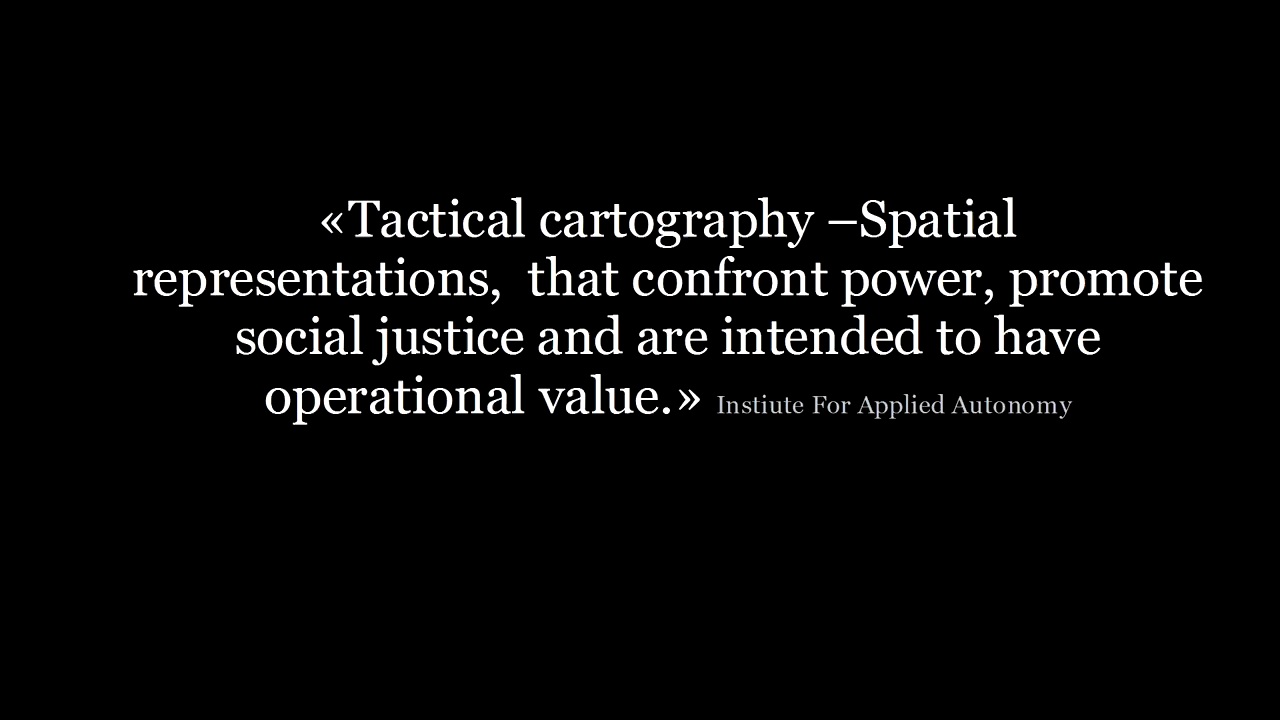 «Tactical cartography –Spatial
representations,  that confront power, promote
social justice and are intended to have
operational value.» Instiute For Applied Autonomy